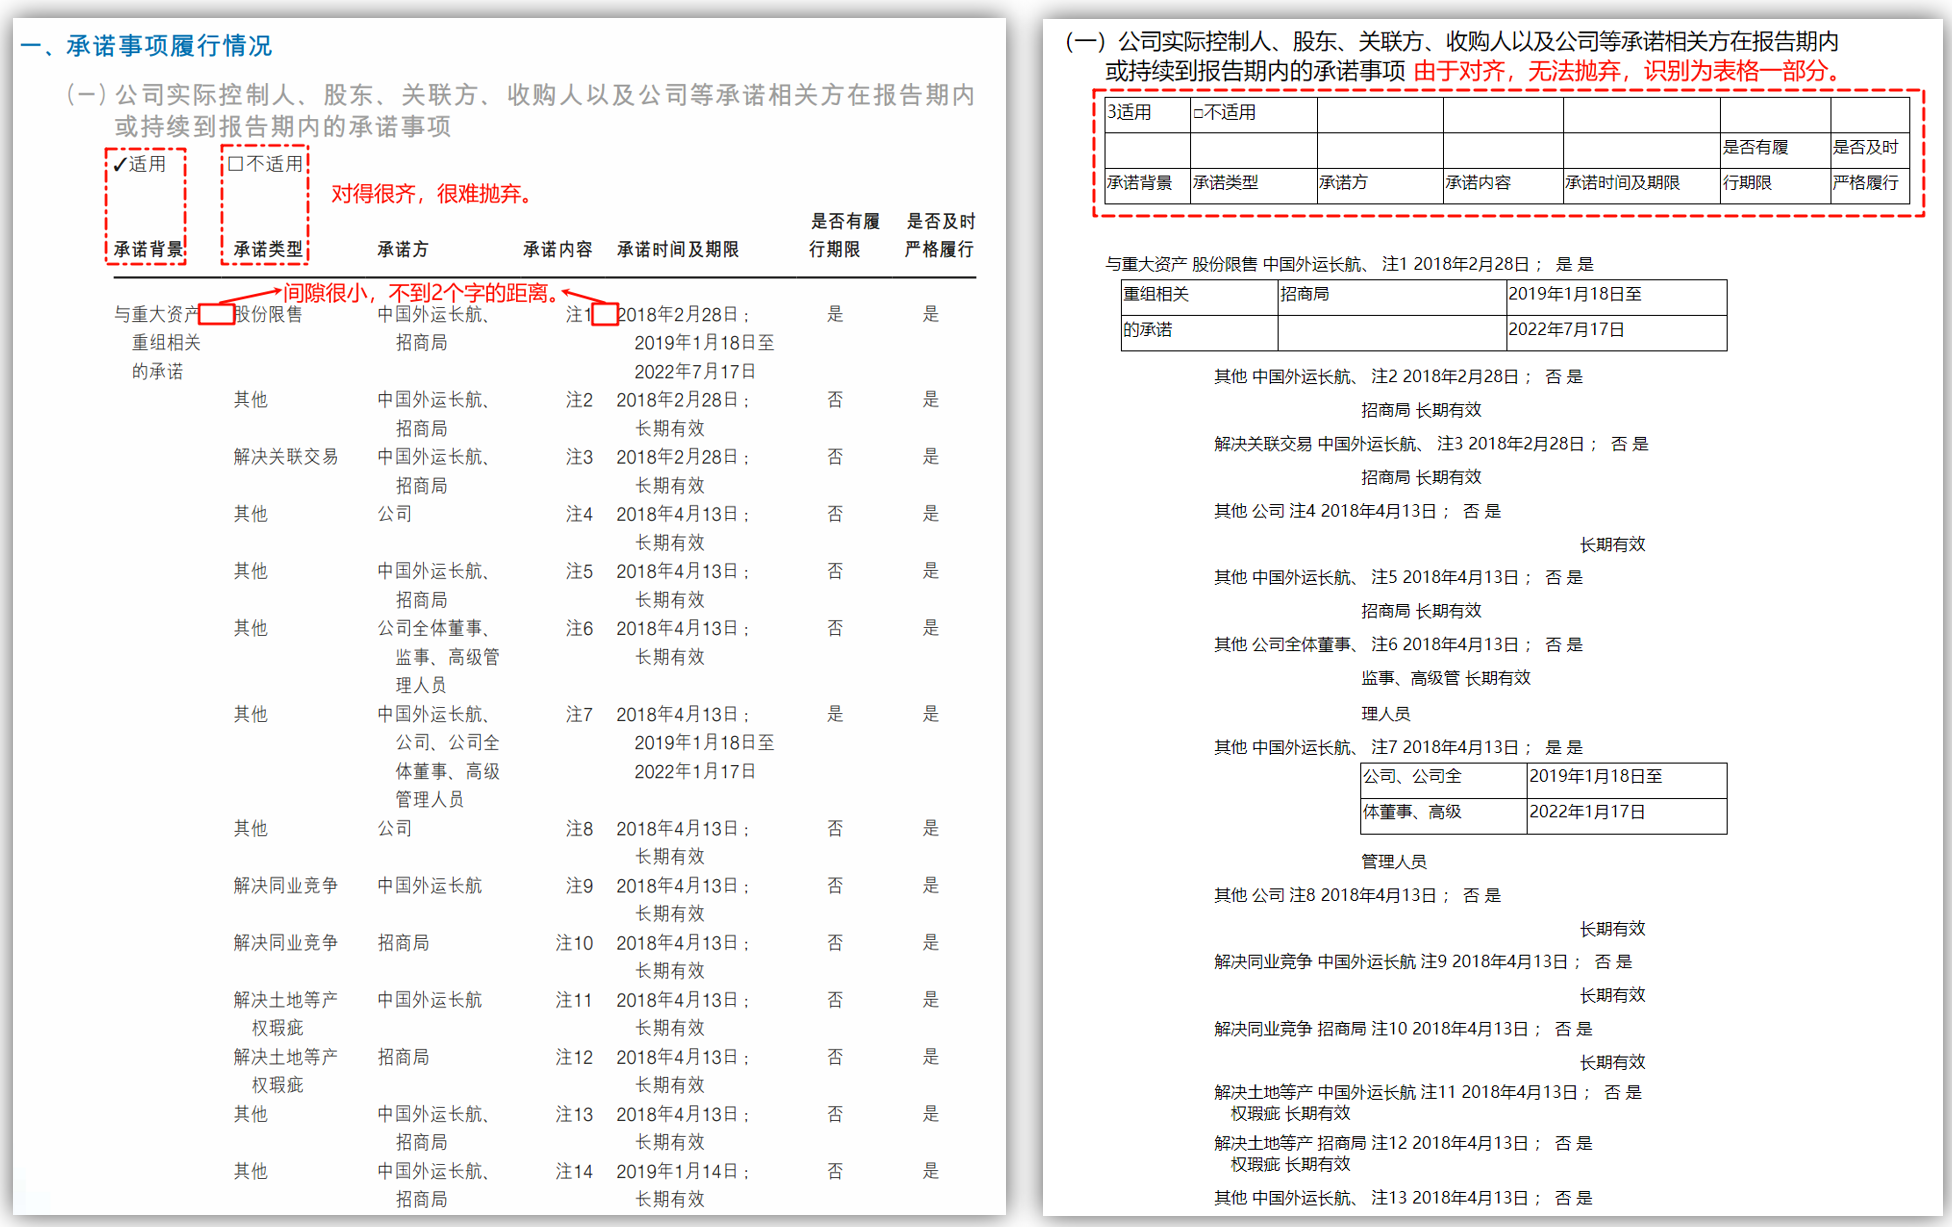 一、承诺事项履行情况
(一) 公司实际控制人、股东、关联方、收购人以及公司等承诺相关方在报告期内
或持续到报告期内的承诺事项
✓适用 □不适用
对得很齐，很难抛弃。
是否有履 是否及时
承诺背景 承诺类型 承诺方 承诺内容 承诺时间及期限 行期限 严格履行
间隙很小，不到2个字的距离。
与重大资产 股份限售 中国外运长航、 注1 2018年2月28日； 是 是
重组相关 招商局 2019年1月18日至
的承诺 2022年7月17日
其他 中国外运长航、 注2 2018年2月28日； 否 是
招商局 长期有效
解决关联交易 中国外运长航、 注3 2018年2月28日； 否 是
招商局 长期有效
其他 公司 注4 2018年4月13日； 否 是
长期有效
其他 中国外运长航、 注5 2018年4月13日； 否 是
招商局 长期有效
其他 公司全体董事、 注6 2018年4月13日； 否 是
监事、高级管 长期有效
理人员
其他 中国外运长航、 注7 2018年4月13日； 是 是
公司、公司全 2019年1月18日至
体董事、高级 2022年1月17日
管理人员
其他 公司 注8 2018年4月13日； 否 是
长期有效
解决同业竞争 中国外运长航 注9 2018年4月13日； 否 是
长期有效
解决同业竞争 招商局 注10 2018年4月13日； 否 是
长期有效
解决土地等产 中国外运长航 注11 2018年4月13日； 否 是
权瑕疵 长期有效
解决土地等产 招商局 注12 2018年4月13日； 否 是
权瑕疵 长期有效
其他 中国外运长航、 注13 2018年4月13日； 否 是
招商局 长期有效
其他 中国外运长航、 注14 2019年1月14日； 否 是
招商局 长期有效
(一) 公司实际控制人、股东、关联方、收购人以及公司等承诺相关方在报告期内
或持续到报告期内的承诺事项 由于对齐，无法抛弃，识别为表格一部分。
3适用 □不适用
是否有履 是否及时
承诺背景 承诺类型 承诺方 承诺内容 承诺时间及期限 行期限 严格履行
与重大资产 股份限售 中国外运长航、 注1 2018年2月28日； 是 是
重组相关 招商局 2019年1月18日至
的承诺 2022年7月17日
其他 中国外运长航、 注2 2018年2月28日； 否 是
招商局 长期有效
解决关联交易 中国外运长航、 注3 2018年2月28日； 否 是
招商局 长期有效
其他 公司 注4 2018年4月13日； 否 是
长期有效
其他 中国外运长航、 注5 2018年4月13日； 否 是
招商局 长期有效
其他 公司全体董事、 注6 2018年4月13日； 否 是
监事、高级管 长期有效
理人员
其他 中国外运长航、 注7 2018年4月13日； 是 是
公司、公司全 2019年1月18日至
体董事、高级 2022年1月17日
管理人员
其他 公司 注8 2018年4月13日； 否 是
长期有效
解决同业竞争 中国外运长航 注9 2018年4月13日； 否 是
长期有效
解决同业竞争 招商局 注10 2018年4月13日； 否 是
长期有效
解决土地等产 中国外运长航 注11 2018年4月13日； 否 是
权瑕疵 长期有效
解决土地等产 招商局 注12 2018年4月13日； 否 是
权瑕疵 长期有效
其他 中国外运长航、 注13 2018年4月13日； 否 是